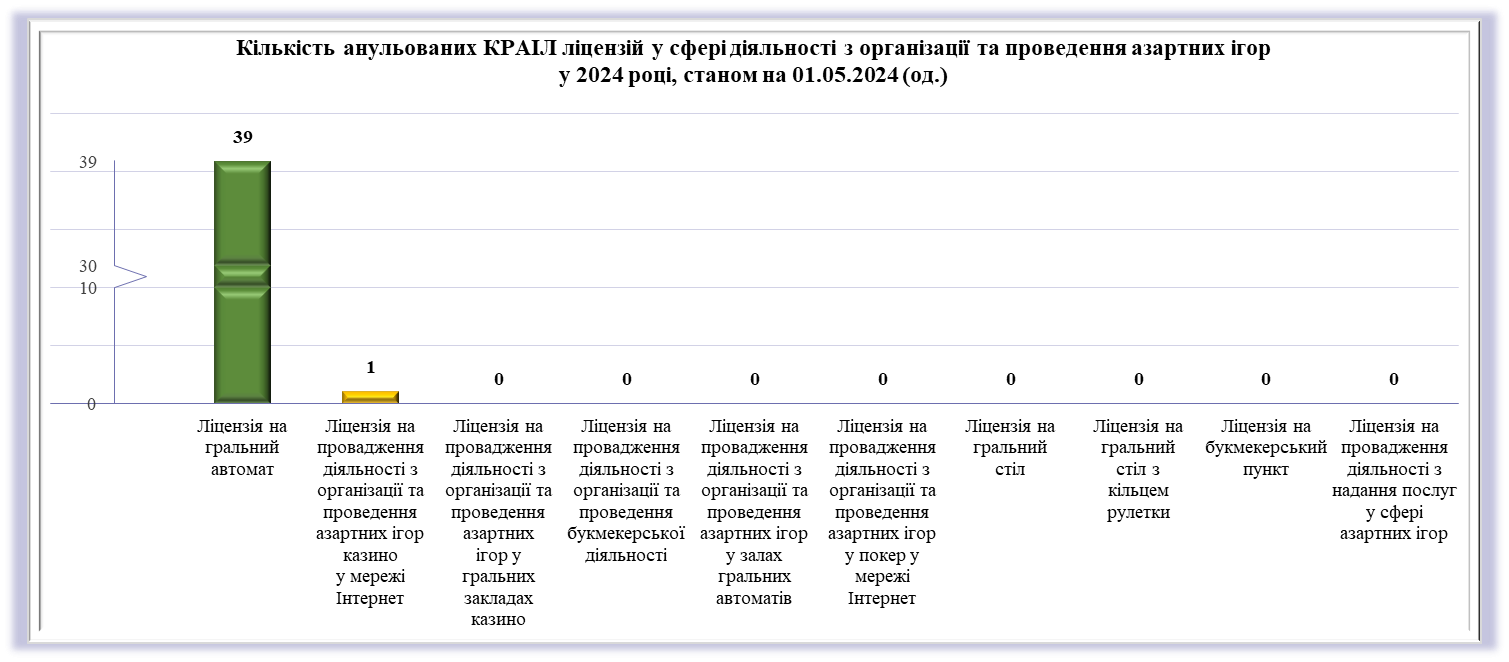 Кількість анульованих КРАІЛ ліцензій у сфері діяльності з організації та проведення азартних ігор
у 2024 році, станом на 01.05.2024 (од.)
39
39
30
10
0
1
0
0
0
0
0
0
0
0
Ліцензія на
гральний
автомат
Ліцензія на
провадження
діяльності з
організації та
проведення
азартних ігор
казино
у мережі
Інтернет
Ліцензія на
провадження
діяльності з
організації та
проведення
азартних
ігор у
гральних
закладах
казино
Ліцензія на
провадження
діяльності з
організації та
проведення
букмекерської
діяльності
Ліцензія на
провадження
діяльності з
організації та
проведення
азартних ігор
у залах
гральних
автоматів
Ліцензія на
провадження
діяльності з
організації та
проведення
азартних ігор
у покер у
мережі
Інтернет
Ліцензія на
гральний
стіл
Ліцензія на
гральний
стіл з
кільцем
рулетки
Ліцензія на
букмекерський
пункт
Ліцензія на
провадження
діяльності з
надання послуг
у сфері
азартних ігор